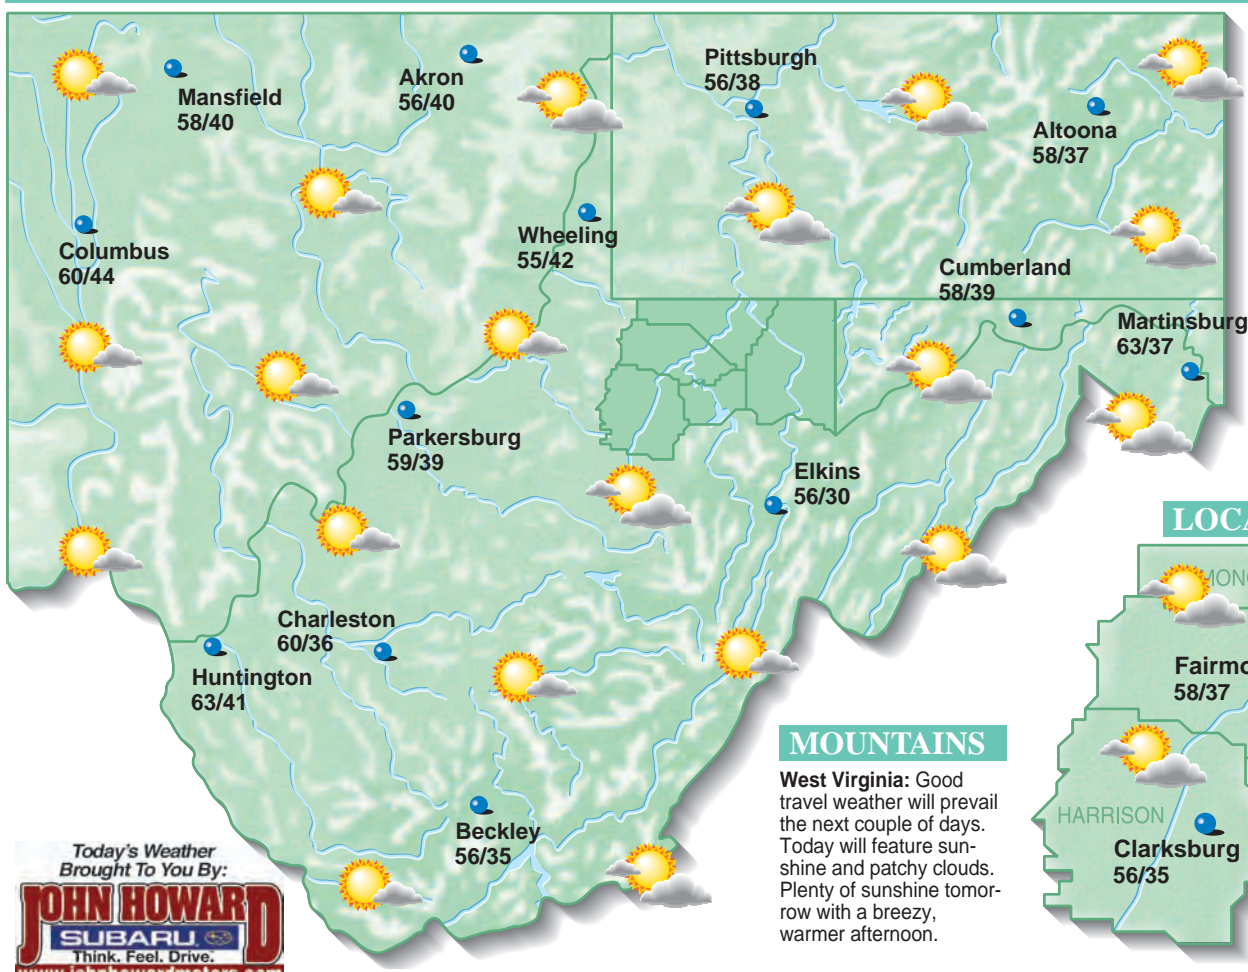 Mansfield
58/40
Akron
56/40
Pittsburgh
56/38
Altoona
58/37
Columbus
60/44
Wheeling
55/42
Cumberland
58/39
Martinsburg
63/37
Parkersburg
59/39
Elkins
56/30
Charleston
60/36
Huntington
63/41
Beckley
56/35
MOUNTAINS
West Virginia: Good
travel weather will prevail
the next couple of days.
Today will feature sun-
shine and patchy clouds.
Plenty of sunshine tomor-
row with a breezy,
warmer afternoon.
LOCA
MONO
Fairmo
58/37
HARRISON
Clarksburg
56/35
Today's Weather
Brought To You By:
JOHN HOWARD
SUBARU
Think. Feel. Drive.
www.johnhowardmotors.com